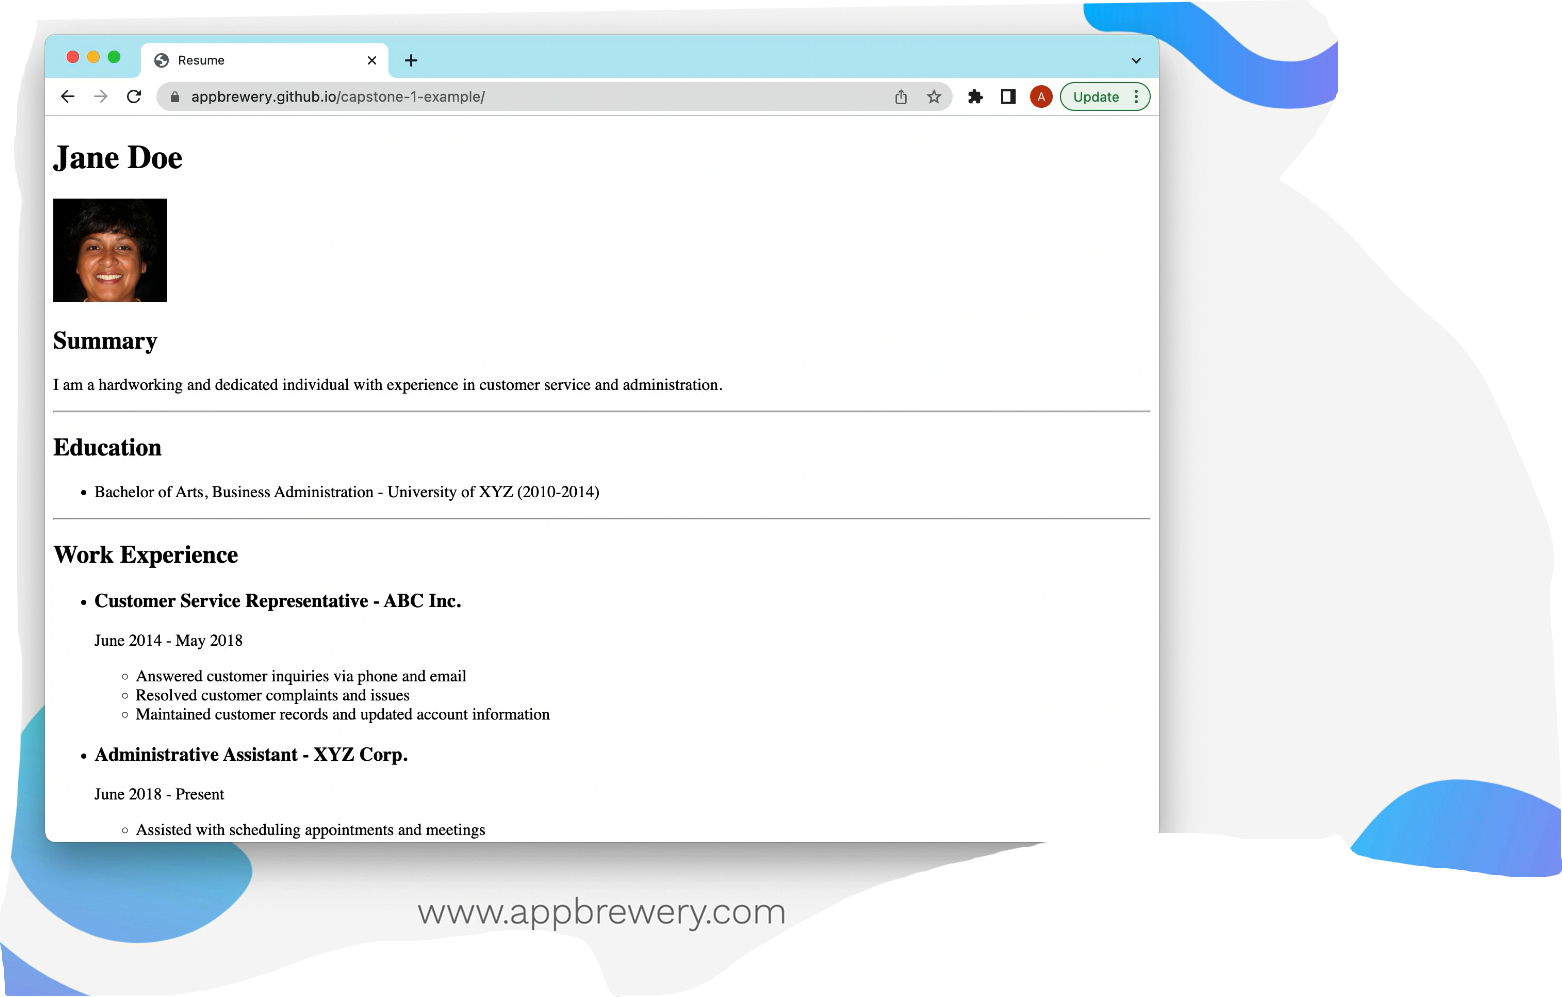 Resume
appbrewery.github.io/capstone-1-example/
A
Update
Jane Doe
Summary
I am a hardworking and dedicated individual with experience in customer service and administration.
Education
Bachelor of Arts, Business Administration - University of XYZ (2010-2014)
Work Experience
Customer Service Representative - ABC Inc.
June 2014 - May 2018
Answered customer inquiries via phone and email
Resolved customer complaints and issues
Maintained customer records and updated account information
Administrative Assistant - XYZ Corp.
June 2018 - Present
Assisted with scheduling appointments and meetings
www.appbrewery.com